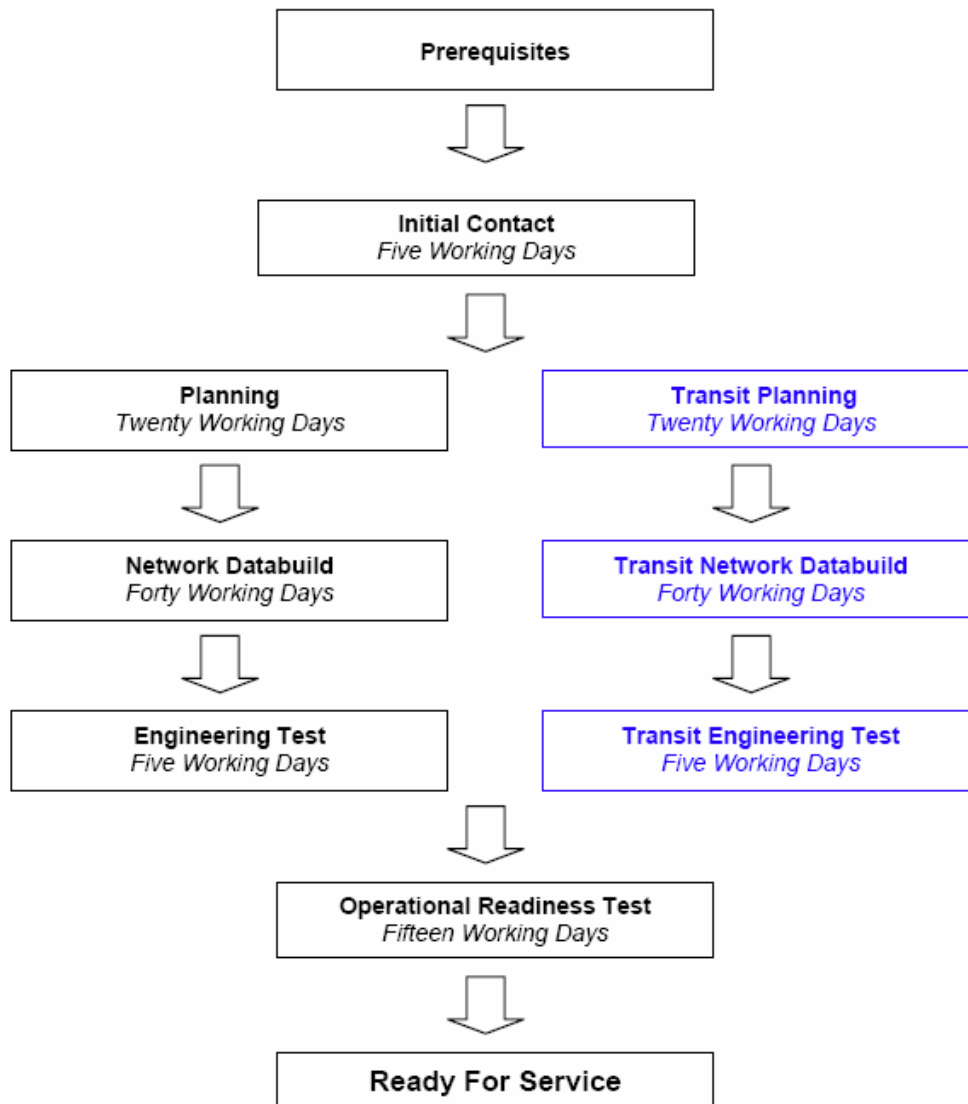 Prerequisites
Initial Contact
Five Working Days
Planning
Twenty Working Days
Transit Planning
Twenty Working Days
Network Databuild
Forty Working Days
Transit Network Databuild
Forty Working Days
Engineering Test
Five Working Days
Transit Engineering Test
Five Working Days
Operational Readiness Test
Fifteen Working Days
Ready For Service